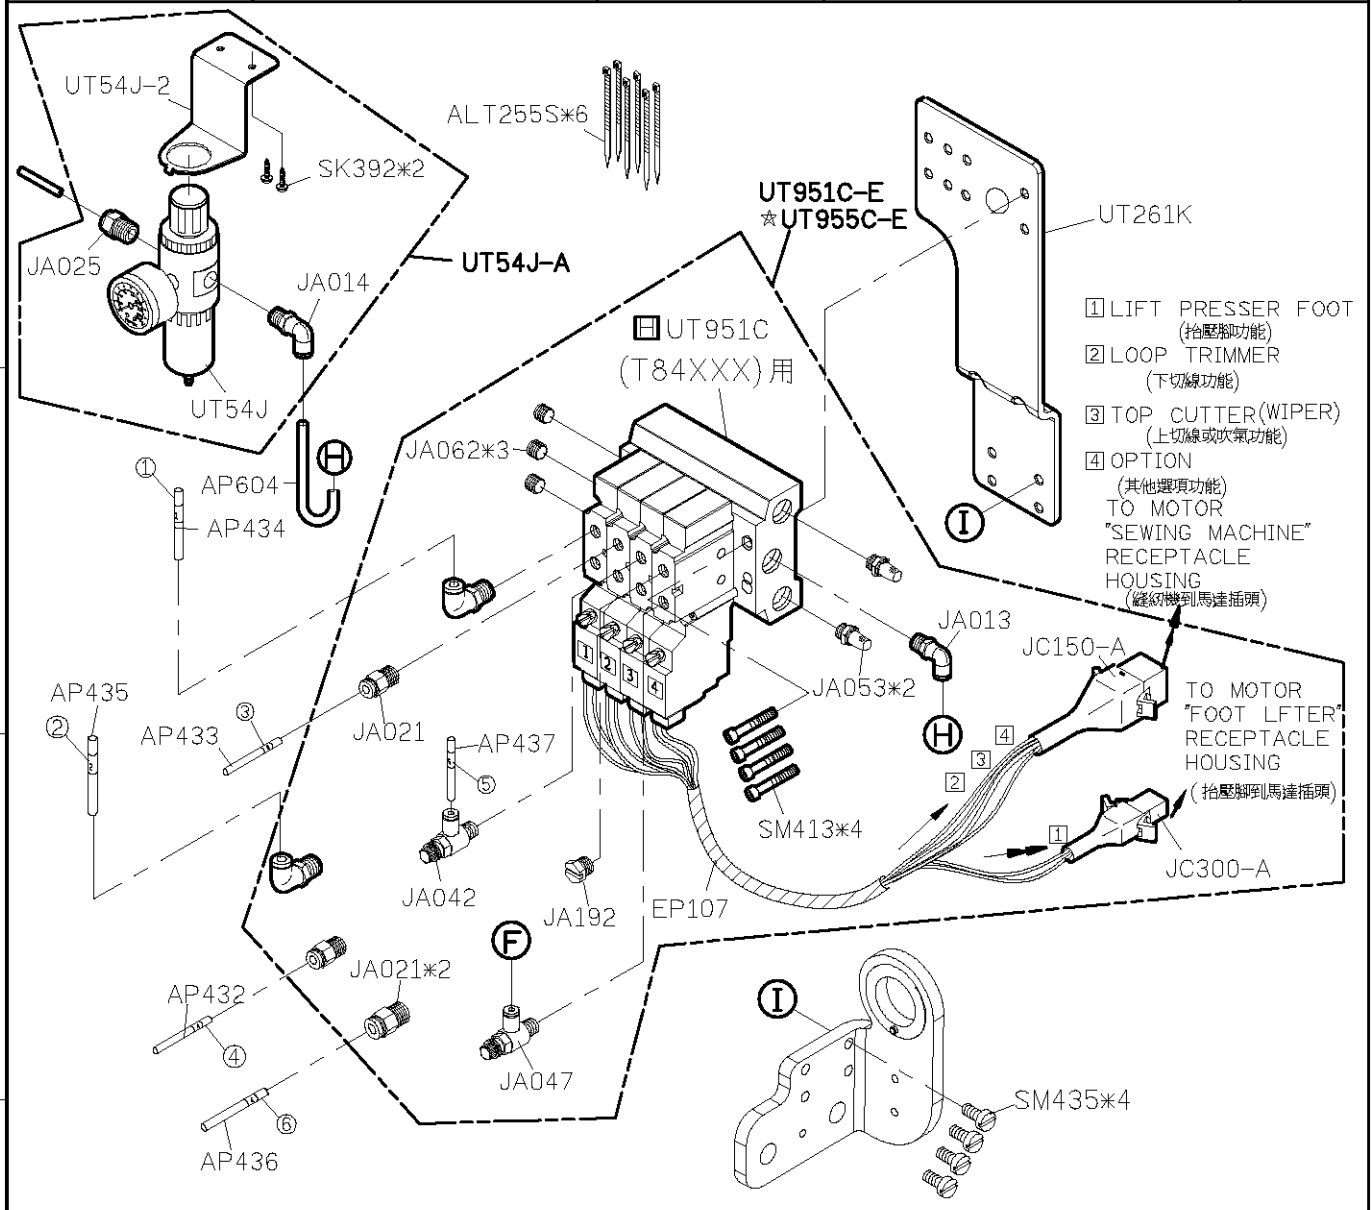 UT54J-2
SK392*2
JA025
JA014
UT54J
UT54J-A
ALT255S*6
UT951C-E
☆UT955C-E
UT261K
H UT951C
(T84XXX)用
1 LIFT PRESSER FOOT
(抬壓腳功能)
2 LOOP TRIMMER
(下切線功能)
3 TOP CUTTER(WIPER)
(上切線或吹氣功能)
4 OPTION
(其他選項功能)
TO MOTOR
"SEWING MACHINE"
RECEPTACLE
HOUSING
(縫紉機到馬達插頭)
I
H
AP604
①
AP434
JA062*3
1
2
3
4
JA013
JA053*2
H
JC150-A
TO MOTOR
"FOOT LFTER"
RECEPTACLE
HOUSING
(抬壓腳到馬達插頭)
AP435
②
AP433
③
JA021
AP437
⑤
JA042
JA192
SM413*4
EP107
4
3
2
1
JC300-A
F
JA021*2
AP432
④
JA047
⑥
AP436
I
SM435*4